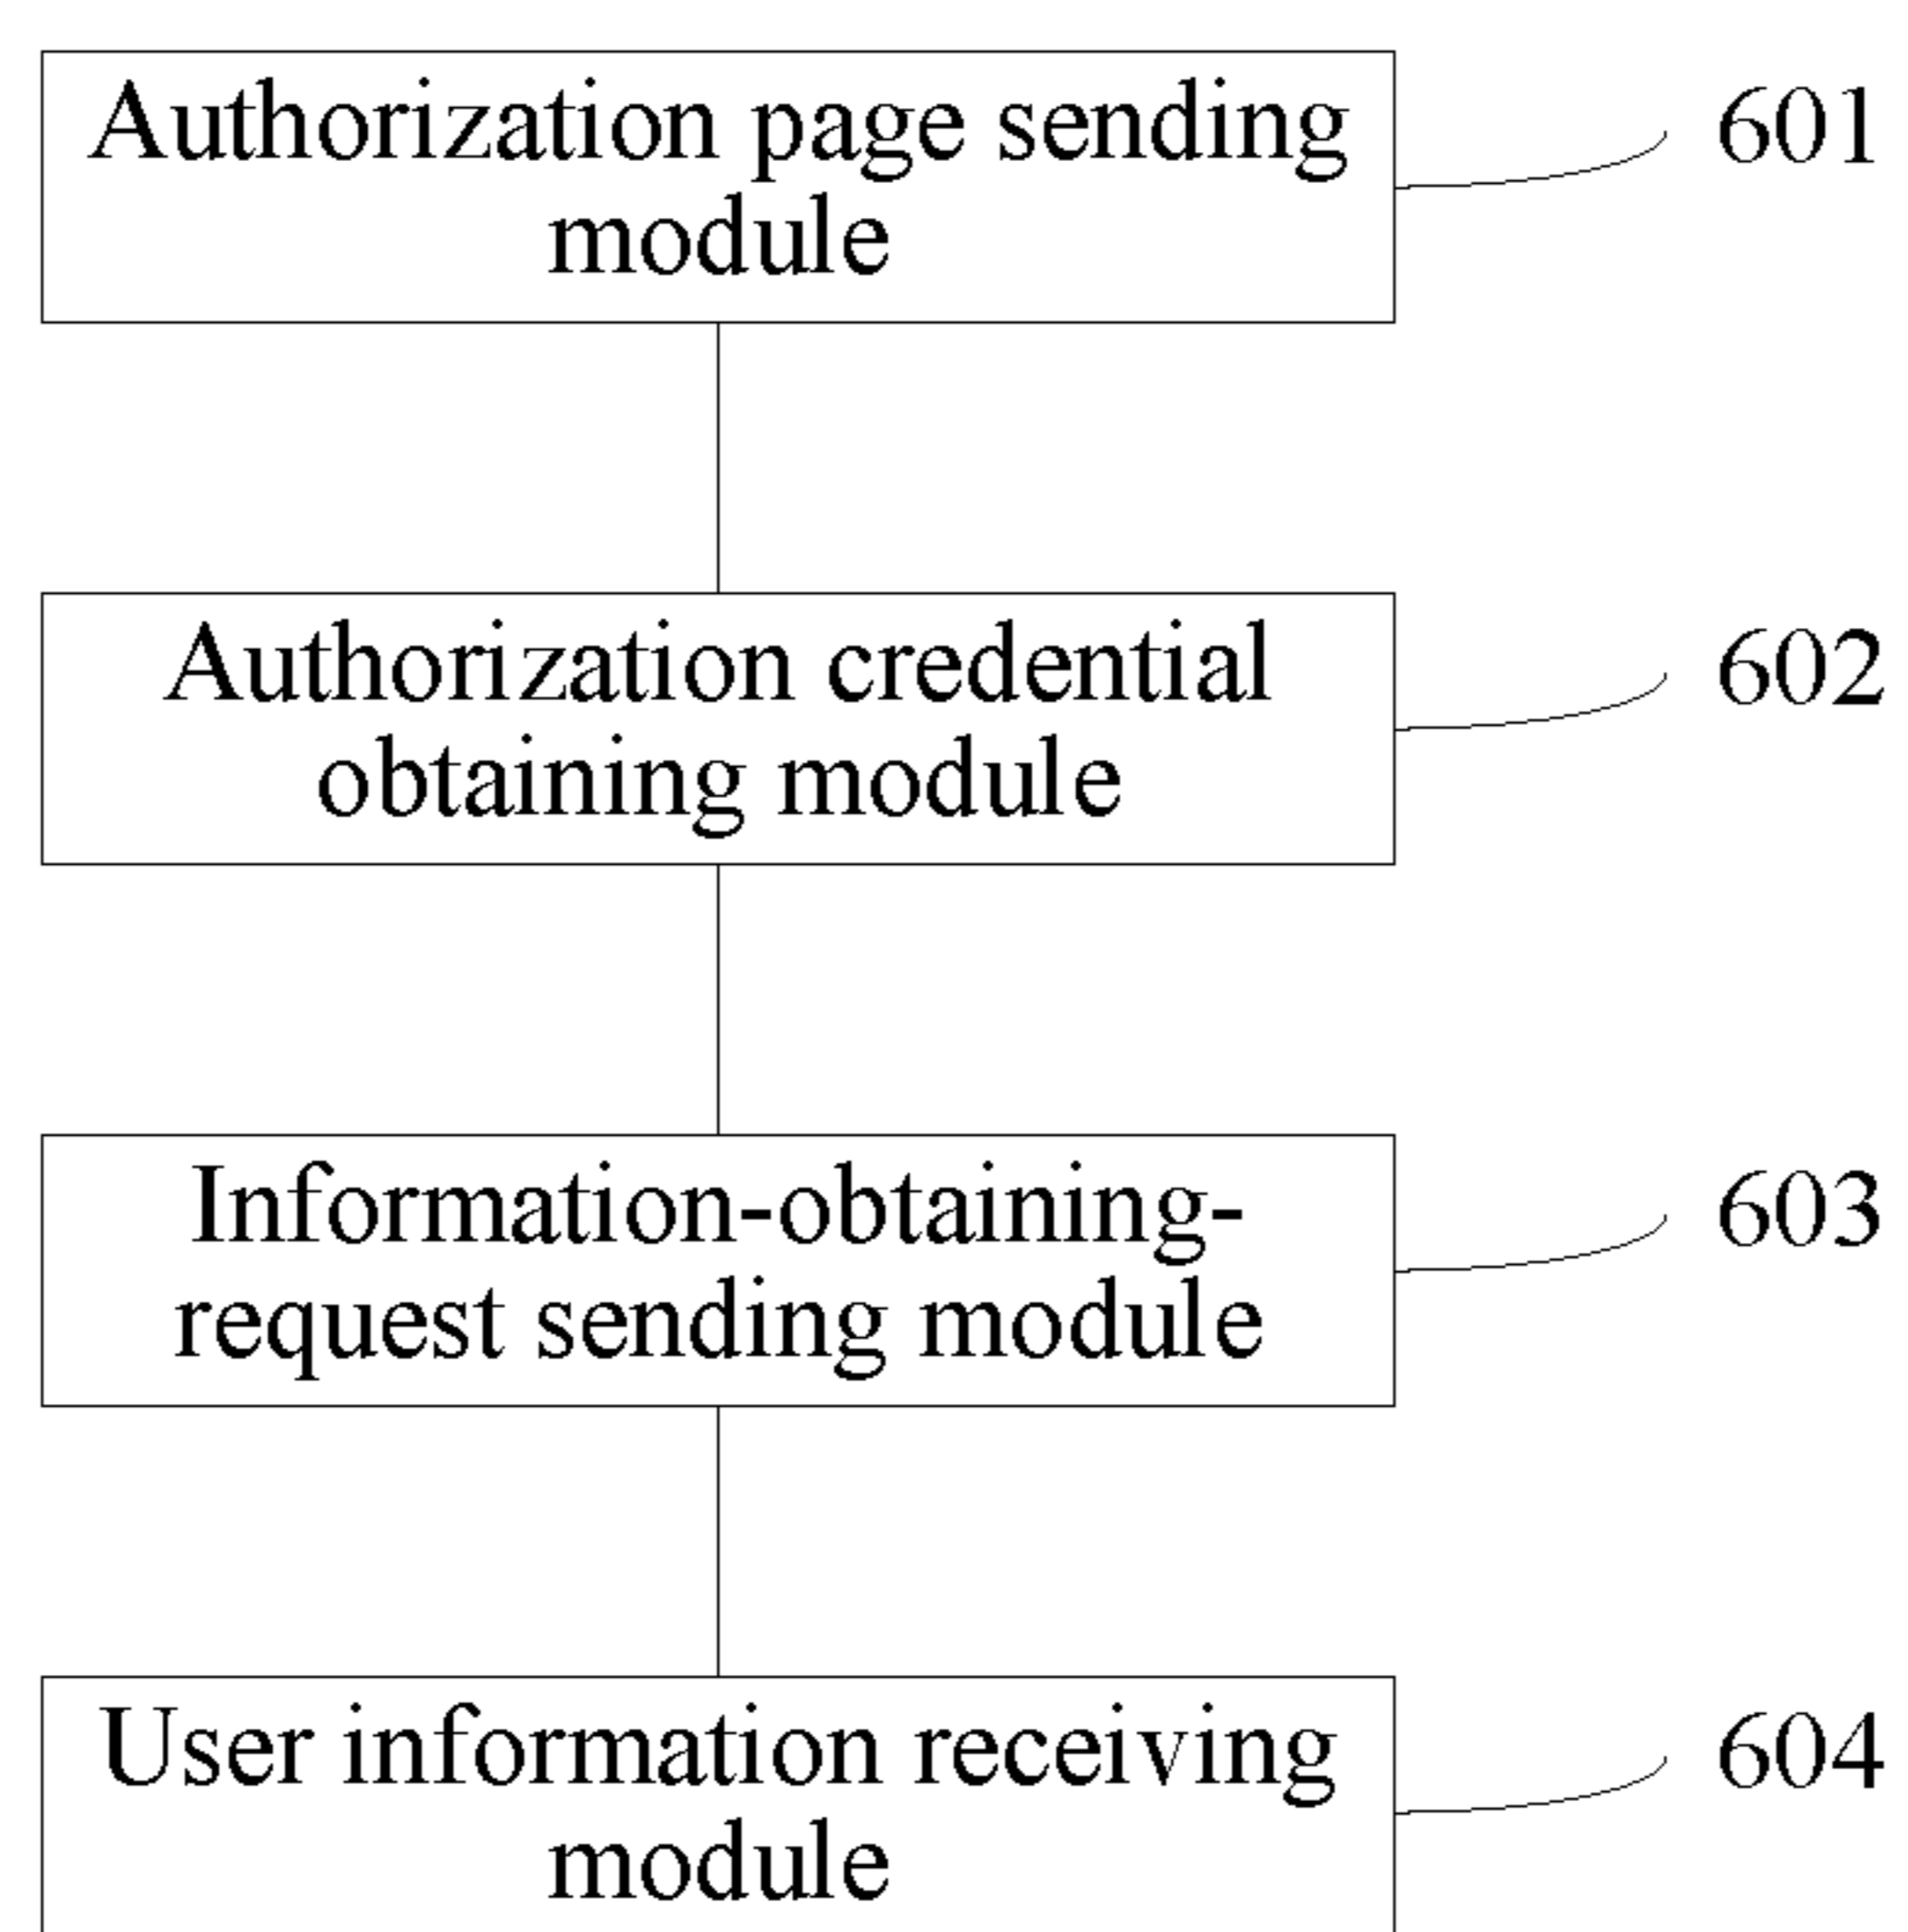 Authorization page sending
module
601
Authorization credential
obtaining module
602
Information-obtaining-
request sending module
603
User information receiving
module
604